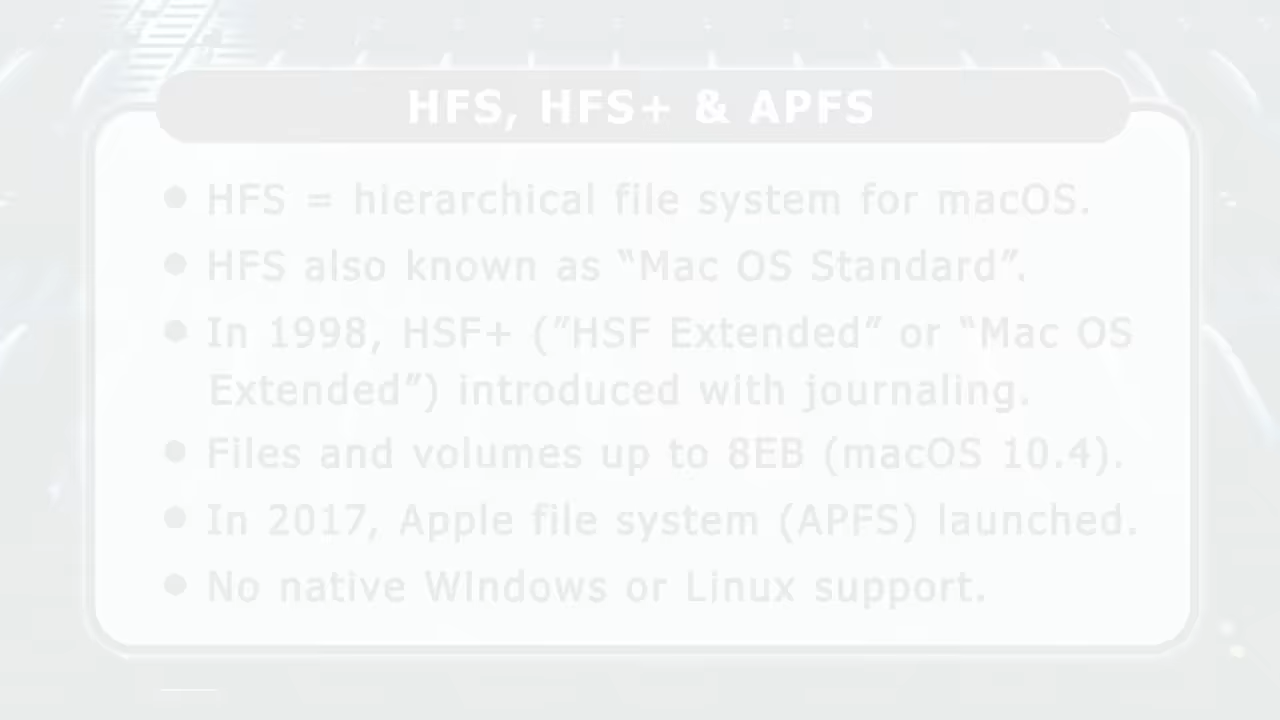 HFS, HFS+ & APFS
● HFS = hierarchical file system for macOS.
● HFS also known as “Mac OS Standard”.
● In 1998, HSF+ (”HSF Extended” or “Mac OS
Extended”) introduced with journaling.
● Files and volumes up to 8EB (macOS 10.4).
● In 2017, Apple file system (APFS) launched.
● No native WIndows or Linux support.